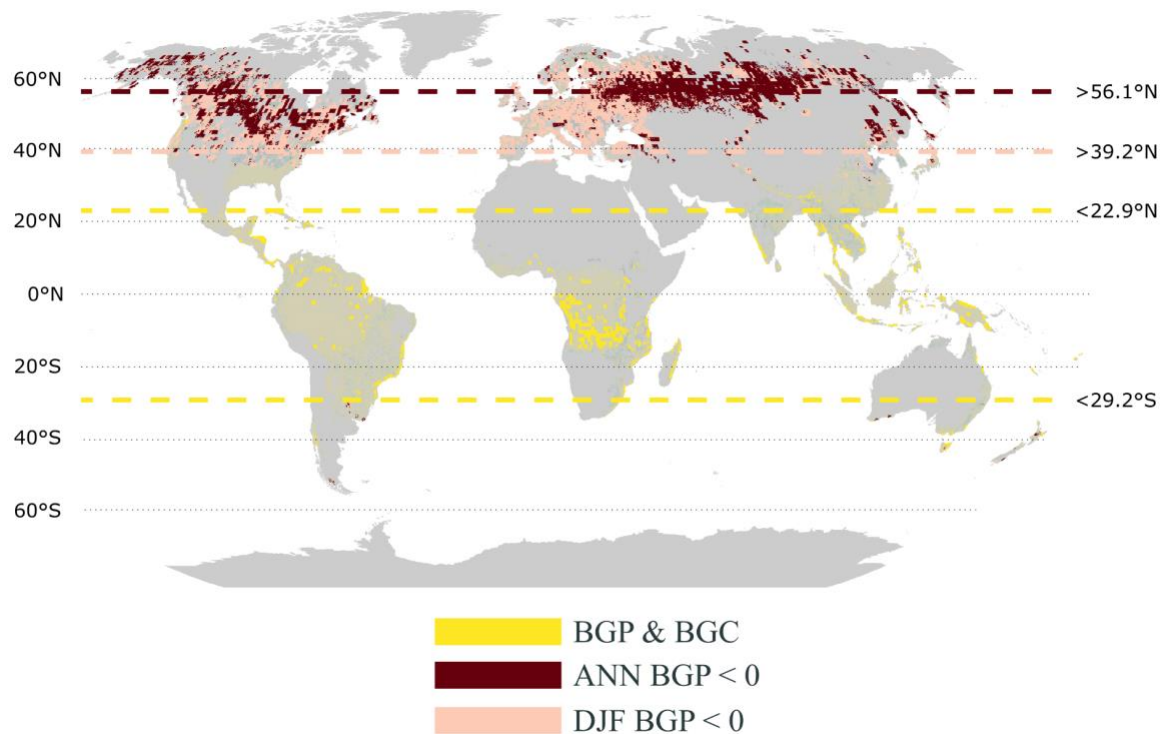 60°N
>56.1°N
40°N
>39.2°N
<22.9°N
20°N
0°N
20°S
<29.2°S
40°S
60°S
BGP & BGC
ANN BGP < 0
DJF BGP < 0